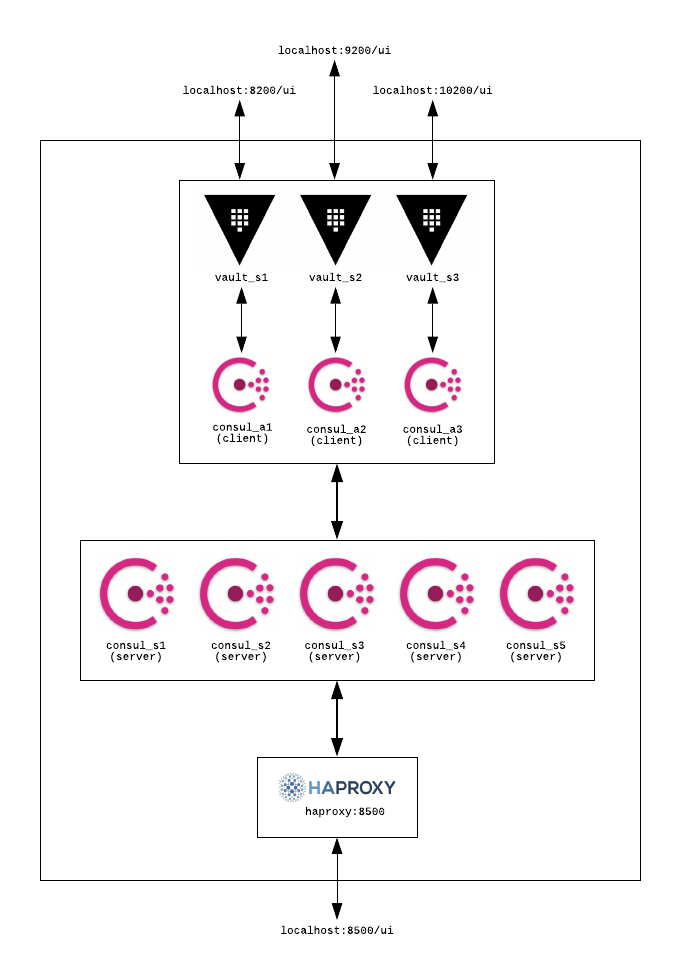 localhost:9200/ui
localhost:8200/ui
localhost:10200/ui
vault_s1
vault_s2
vault_s3
consul_a1
(client)
consul_a2
(client)
consul_a3
(client)
consul_s1
(server)
consul_s2
(server)
consul_s3
(server)
consul_s4
(server)
consul_s5
(server)
HAPROXY
haproxy:8500
localhost:8500/ui